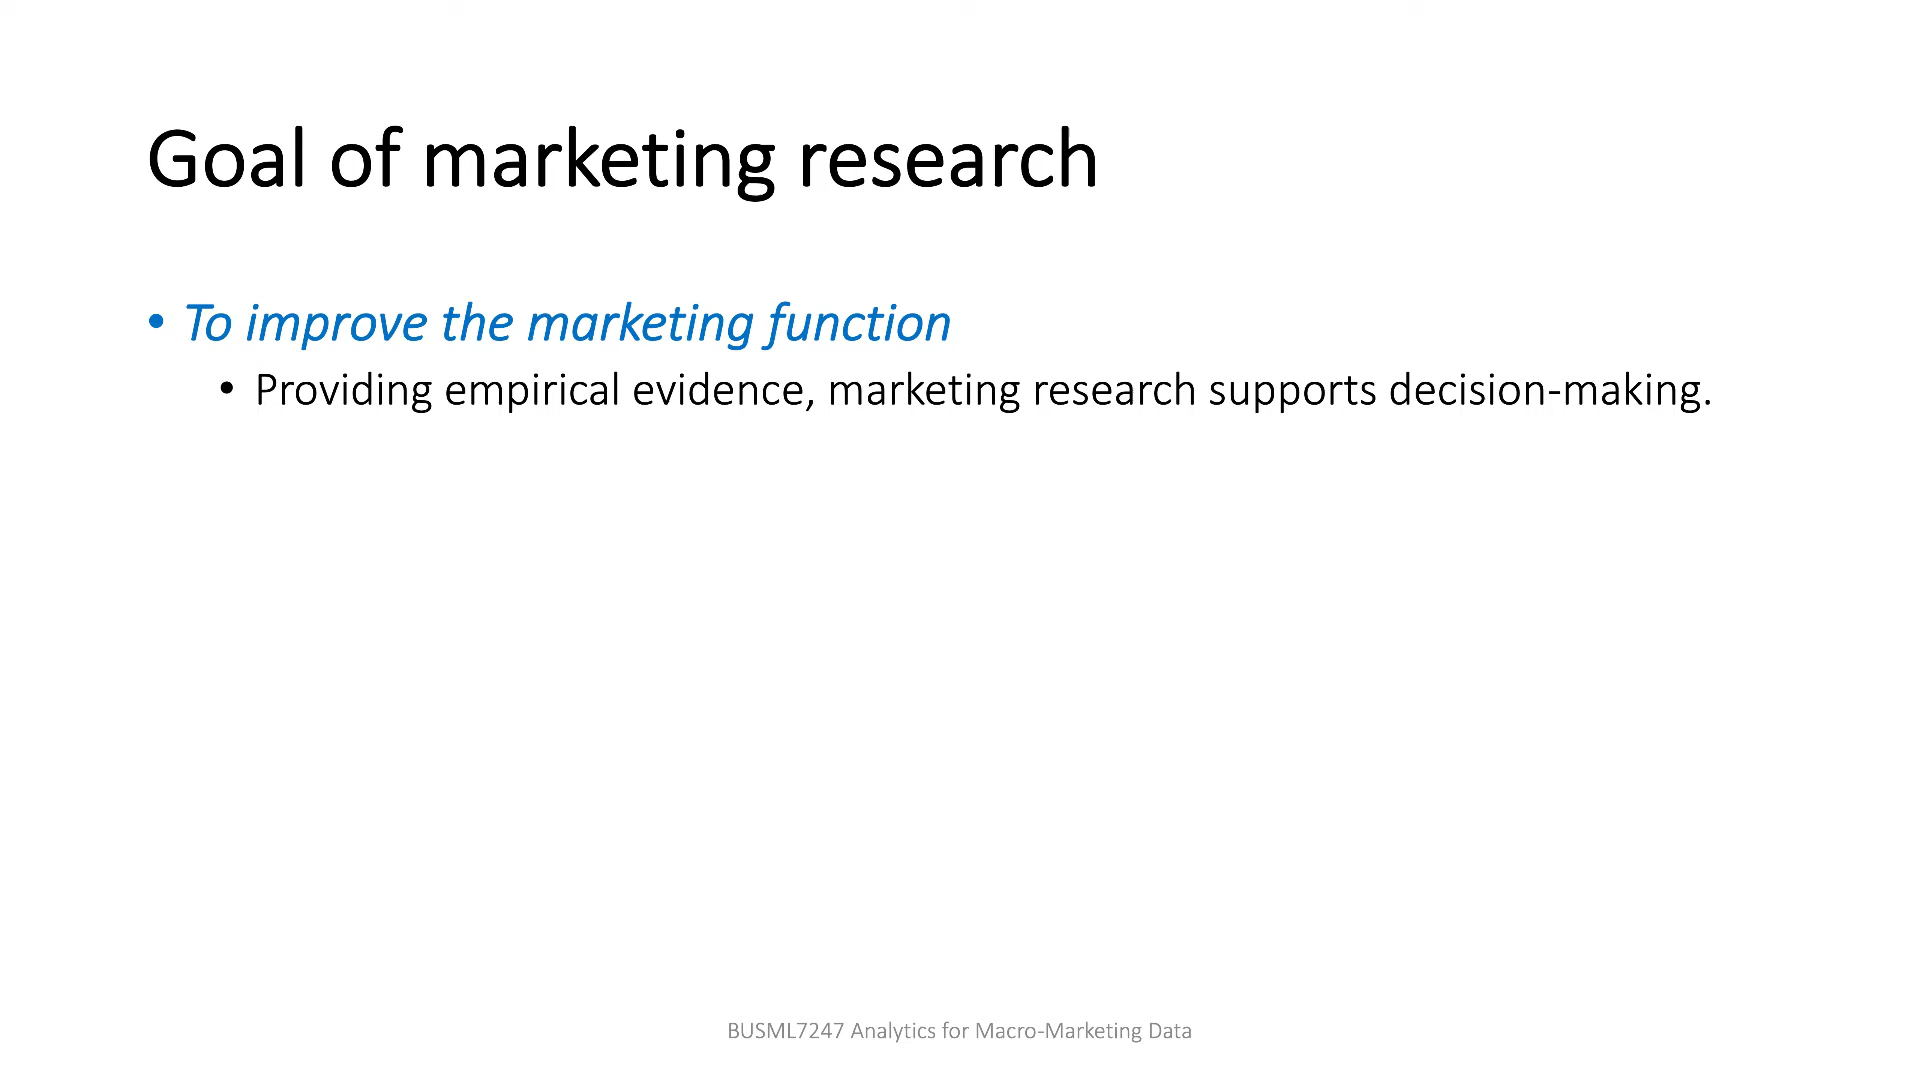 Goal of marketing research
• To improve the marketing function
• Providing empirical evidence, marketing research supports decision-making.
BUSML7247 Analytics for Macro-Marketing Data